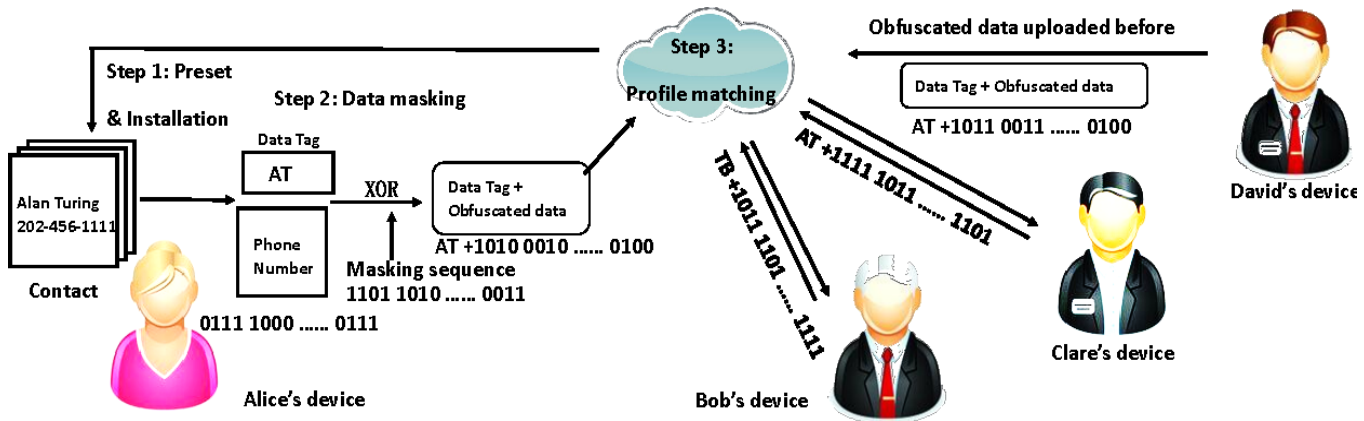 Step 1: Preset
& Installation
Step 2: Data masking
Data Tag
AT
Alan Turing
202-456-1111
Contact
Phone
Number
XOR
Masking sequence
1101 1010 ...... 0011
0111 1000 ...... 0111
Data Tag +
Obfuscated data
AT +1010 0010 ...... 0100
Alice's device
Step 3:
Profile matching
Obfuscated data uploaded before
Data Tag + Obfuscated data
AT +1011 0011 ...... 0100
David's device
AT +1111 1011 ...... 1101
Clare's device
TB +1011 1101 ...... 1111
Bob's device